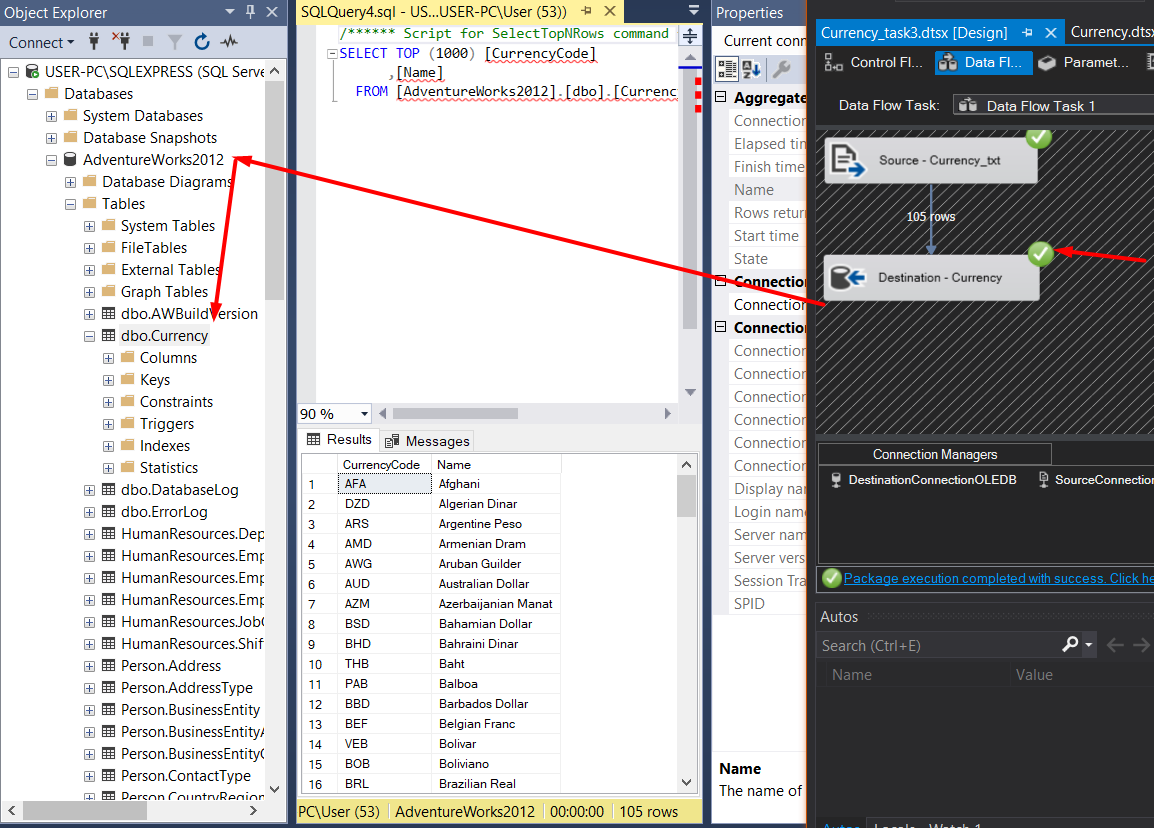 Object Explorer
Connect
USER-PC\SQLEXPRESS (SQL Serve
Databases
System Databases
Database Snapshots
AdventureWorks2012
Database Diagrams
Tables
System Tables
FileTables
External Tables
Graph Tables
dbo.AWBuildVersion
dbo.Currency
Columns
Keys
Constraints
Triggers
Indexes
Statistics
dbo.DatabaseLog
dbo.ErrorLog
HumanResources.Dep
HumanResources.Emp
HumanResources.Emp
HumanResources.Emp
HumanResources.Job
HumanResources.Shif
Person.Address
Person.AddressType
Person.BusinessEntity
Person.BusinessEntity
Person.BusinessEntity
Person.ContactType
Person.CountryRegion
SQLQuery4.sql - US...USER-PC\User (53))
/****** Script for SelectTopNRows command
SELECT TOP (1000) [CurrencyCode]
,[Name]
FROM [AdventureWorks2012].[dbo].[Currenc
90 %
Results Messages
CurrencyCode Name
1 AFA Afghani
2 DZD Algerian Dinar
3 ARS Argentine Peso
4 AMD Armenian Dram
5 AWG Aruban Guilder
6 AUD Australian Dollar
7 AZM Azerbaijanian Manat
8 BSD Bahamian Dollar
9 BHD Bahraini Dinar
10 THB Baht
11 PAB Balboa
12 BBD Barbados Dollar
13 BEF Belgian Franc
14 VEB Bolivar
15 BOB Boliviano
16 BRL Brazilian Real
PC\User (53) AdventureWorks2012 00:00:00 105 rows
Properties
Current conn
Aggregate
Connection
Elapsed tim
Finish time
Name
Rows retur
Start time
State
Connection
Connection
Connection
Connection
Connection
Connection
Connection
Connection
Connection
Display nam
Login name
Server nam
Server vers
Session Tra
SPID
Name
The name of
Currency_task3.dtsx [Design] Currency.dtsx
Control Fl... Data Fl... Paramet...
Data Flow Task: Data Flow Task 1
Source - Currency_txt
105 rows
Destination - Currency
Connection Managers
DestinationConnectionOLEDB SourceConnection
Package execution completed with success. Click he
Autos
Search (Ctrl+E)
Name Value
Autos Locals Watch 1